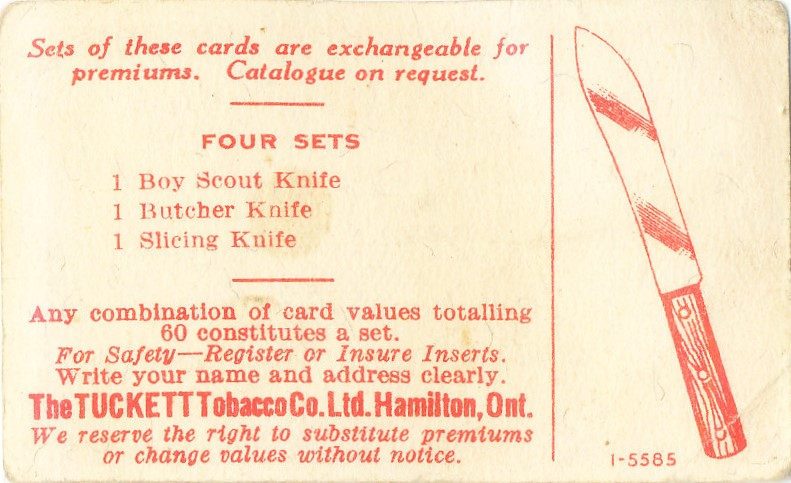 Sets of these cards are exchangeable for
premiums. Catalogue on request.
FOUR SETS
1 Boy Scout Knife
1 Butcher Knife
1 Slicing Knife
Any combination of card values totalling
60 constitutes a set.
For Safety—Register or Insure Inserts.
Write your name and address clearly.
The TUCKETT Tobacco Co. Ltd. Hamilton, Ont.
We reserve the right to substitute premiums
or change values without notice.
1-5585